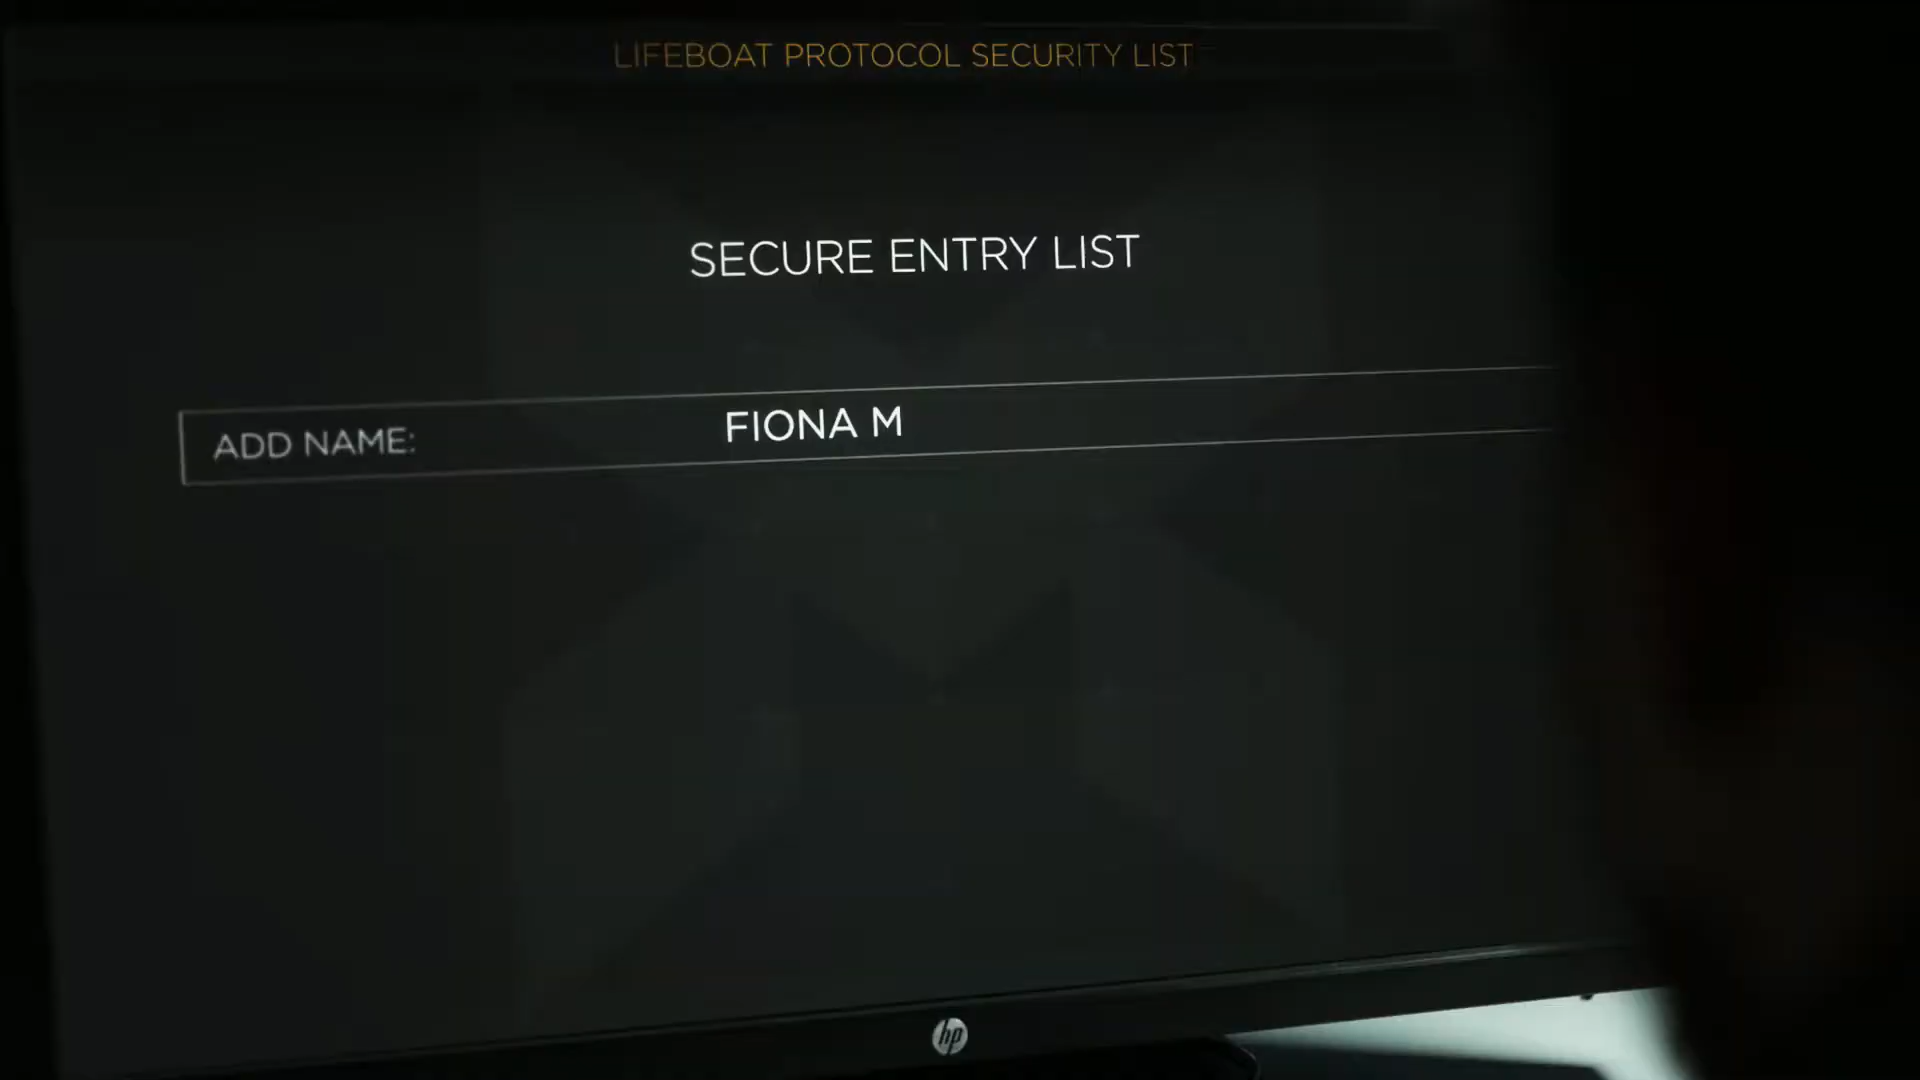 LIFEBOAT PROTOCOL SECURITY LIST
SECURE ENTRY LIST
ADD NAME: FIONA M
hp